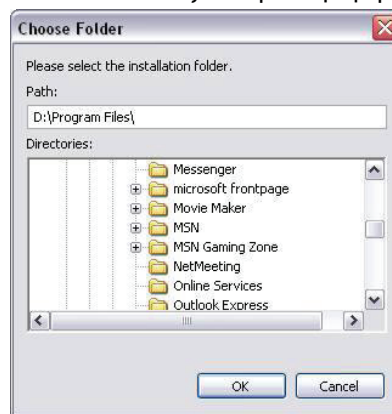 Choose Folder
Please select the installation folder.
Path:
D:\Program Files\
Directories:
Messenger
microsoft frontpage
Movie Maker
MSN
MSN Gaming Zone
NetMeeting
Online Services
Outlook Express
OK Cancel